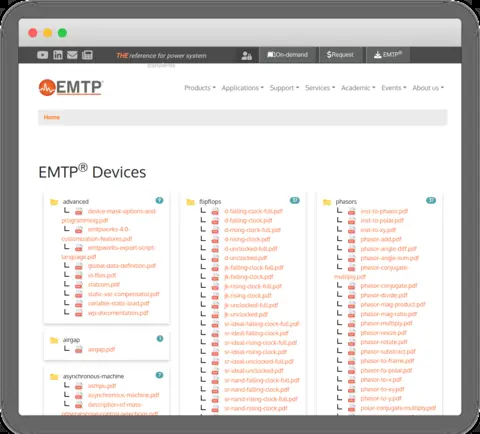 THE reference for power system
transients
On-demand
$Request
EMTP®
EMTP
Products
Applications
Support
Services
Academic
Events
About us
Home
EMTP® Devices
advanced
9
device-mask-options-and-
programming.pdf
emtpworks-4.0-
customization-features.pdf
emtpworks-export-script-
language.pdf
global-data-definition.pdf
io-files.pdf
statcom.pdf
static-var-compensator.pdf
variable-static-load.pdf
wp-documentation.pdf
airgap
1
airgap.pdf
asynchronous-machine
7
asmpu.pdf
asynchronous-machine.pdf
description-of-mass-
flipflops
d-falling-clock-full.pdf
d-falling-clock.pdf
d-rising-clock-full.pdf
d-rising-clock.pdf
d-unclocked-full.pdf
d-unclocked.pdf
jk-falling-clock-full.pdf
jk-falling-clock.pdf
jk-rising-clock-full.pdf
jk-rising-clock.pdf
jk-unclocked-full.pdf
jk-unclocked.pdf
sr-ideal-falling-clock-full.pdf
sr-ideal-falling-clock.pdf
sr-ideal-rising-clock-full.pdf
sr-ideal-rising-clock.pdf
sr-ideal-unclocked-full.pdf
sr-ideal-unclocked.pdf
sr-nand-falling-clock-full.pdf
sr-nand-falling-clock.pdf
sr-nand-rising-clock-full.pdf
sr-nand-rising-clock.pdf
phasors
inst-to-phasor.pdf
inst-to-polar.pdf
inst-to-xy.pdf
phasor-add.pdf
phasor-angle-diff.pdf
phasor-angle-sum.pdf
phasor-conjugate-
multiply.pdf
phasor-conjugate.pdf
phasor-divide.pdf
phasor-mag-product.pdf
phasor-mag-ratio.pdf
phasor-multiply.pdf
phasor-resize.pdf
phasor-rotate.pdf
phasor-substract.pdf
phasor-to-frame.pdf
phasor-to-polar.pdf
phasor-to-x.pdf
phasor-to-xy.pdf
phasor-to-y.pdf
polar-conjugate-multiply.pdf